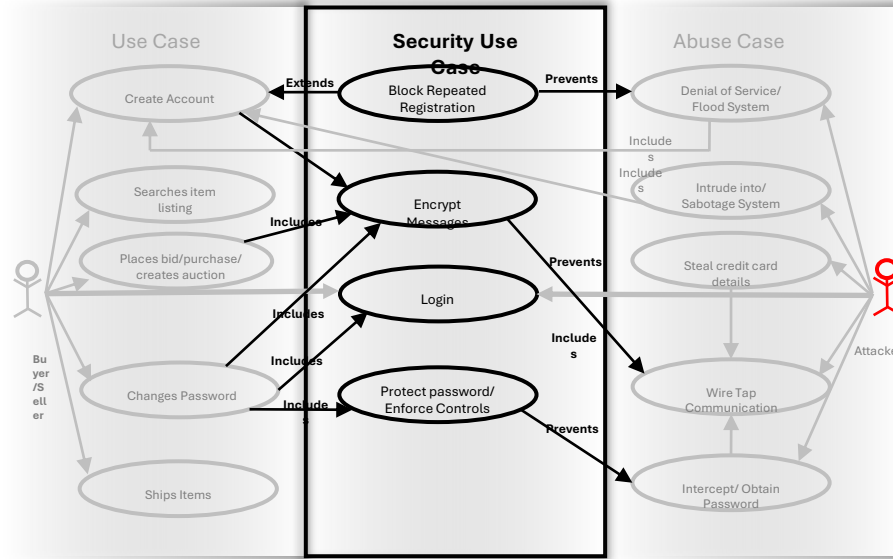 Use Case
Security Use
Case
Abuse Case
Create Account
Extends
Block Repeated
Registration
Prevents
Denial of Service/
Flood System
Include
s
Include
s
Searches item
listing
Encrypt
Messages
Intrude into/
Sabotage System
Includes
Places bid/purchase/
creates auction
Prevents
Steal credit card
details
Login
Includes
Include
s
Bu
yer
/S
ell
er
Attacke
Includes
Changes Password
Include
s
Protect password/
Enforce Controls
Wire Tap
Communication
Prevents
Ships Items
Intercept/ Obtain
Password